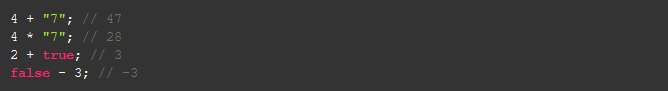 4 + "7"; // 47
4 * "7"; // 28
2 + true; // 3
false - 3; // -3